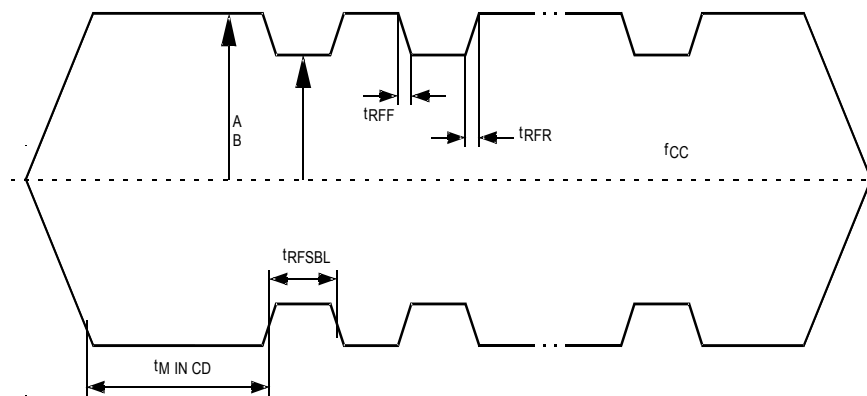 A
B
tRFF
tRFR
fCC
tRFSBL
tM IN CD